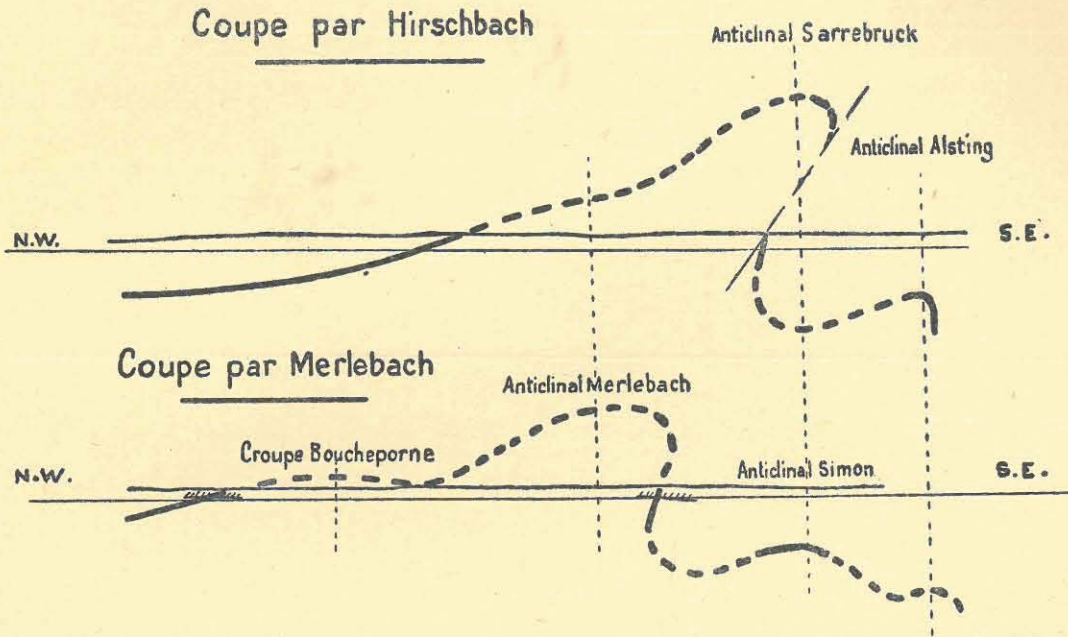 Coupe par Hirschbach
Anticlinal Sarrebruck
Anticlinal Alsting
N.W.
S.E.
Coupe par Merlebach
Anticlinal Merlebach
Croupe Boucheporne
Anticlinal Simon
N.W.
S.E.